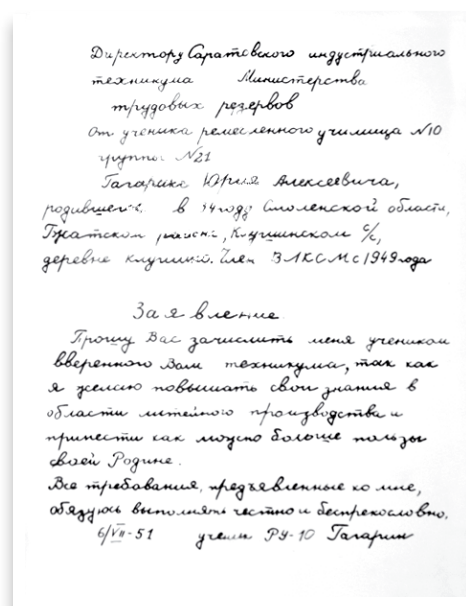 Директору Саратовского индустриального
техникума Министерства
трудовых резервов
от ученика ремесленного училища №10
группы №21
Гагарина Юрия Алексеевича,
родившегося в 34 году Смоленской области,
Гжатском районе, Клушинском с/с,
деревне Клушино. Член ВЛКСМ с 1949 года
Заявление
Прошу Вас зачислить меня учеником
вверенного Вам техникума, так как
я желаю повышать свои знания в
области литейного производства и
принести как можно больше пользы
своей Родине.
Все требования, предъявленные ко мне,
обязуюсь выполнять честно и беспрекословно.
6/VII-51 ученик РУ-10 Гагарин